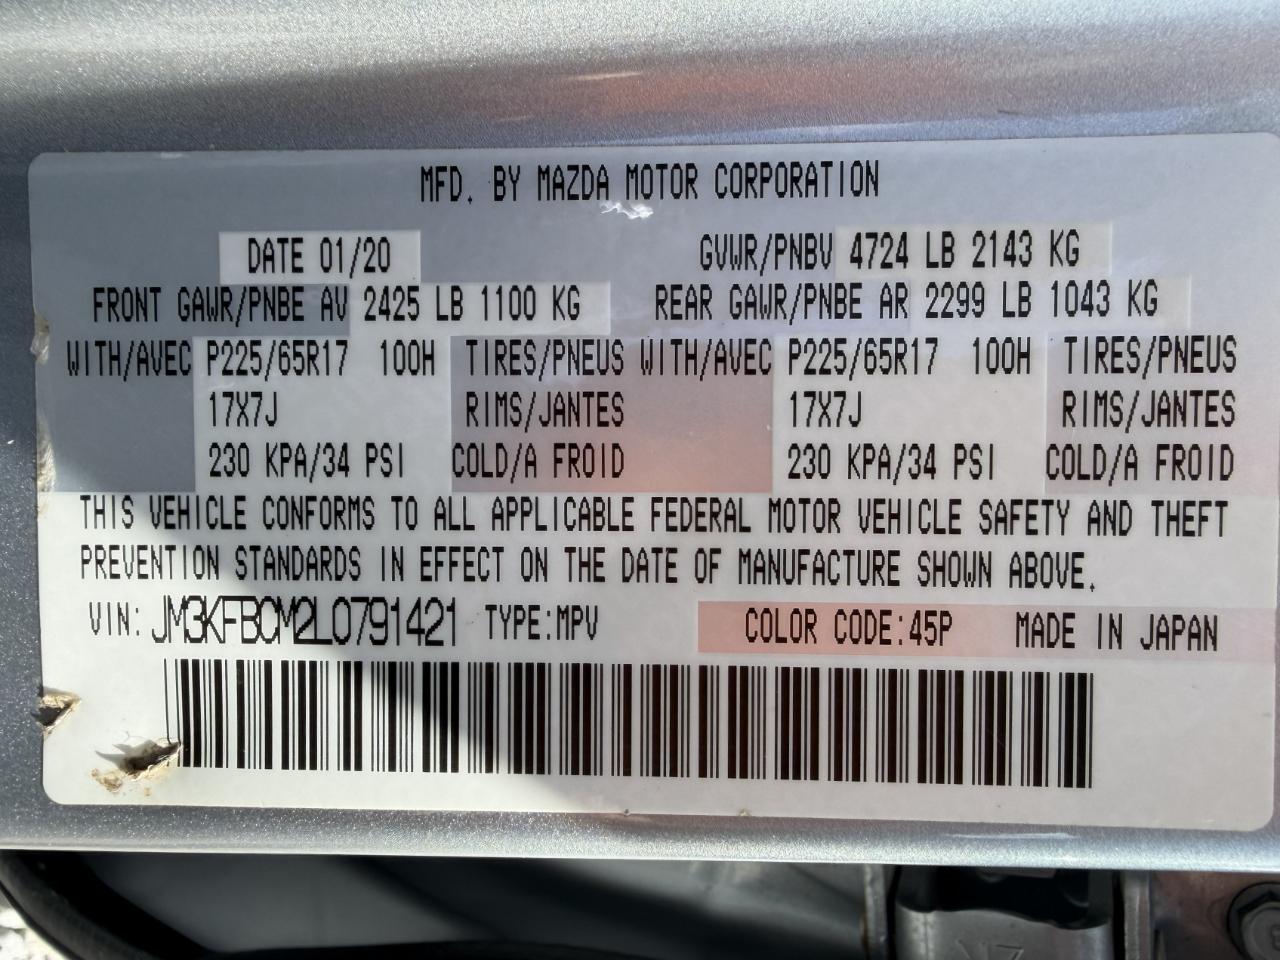 MFD. BY MAZDA MOTOR CORPORATION
DATE 01/20 GVWR/PNBV 4724 LB 2143 KG
FRONT GAWR/PNBE AV 2425 LB 1100 KG REAR GAWR/PNBE AR 2299 LB 1043 KG
WITH/AVEC P225/65R17 100H TIRES/PNEUS WITH/AVEC P225/65R17 100H TIRES/PNEUS
17X7J RIMS/JANTES 17X7J RIMS/JANTES
230 KPA/34 PSI COLD/A FROID 230 KPA/34 PSI COLD/A FROID
THIS VEHICLE CONFORMS TO ALL APPLICABLE FEDERAL MOTOR VEHICLE SAFETY AND THEFT
PREVENTION STANDARDS IN EFFECT ON THE DATE OF MANUFACTURE SHOWN ABOVE.
VIN: JM3KFBCM2L0791421 TYPE:MPV COLOR CODE:45P MADE IN JAPAN